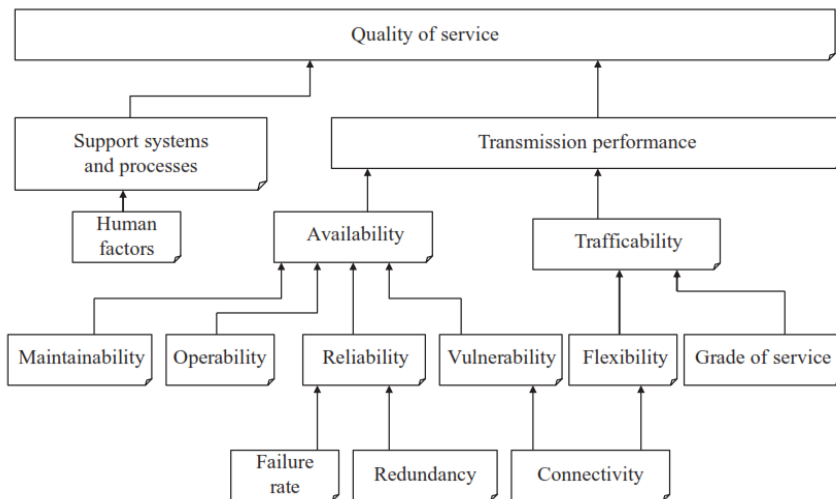 Quality of service
Support systems
and processes
Transmission performance
Human
factors
Availability
Trafficability
Maintainability
Operability
Reliability
Vulnerability
Flexibility
Grade of service
Failure
rate
Redundancy
Connectivity